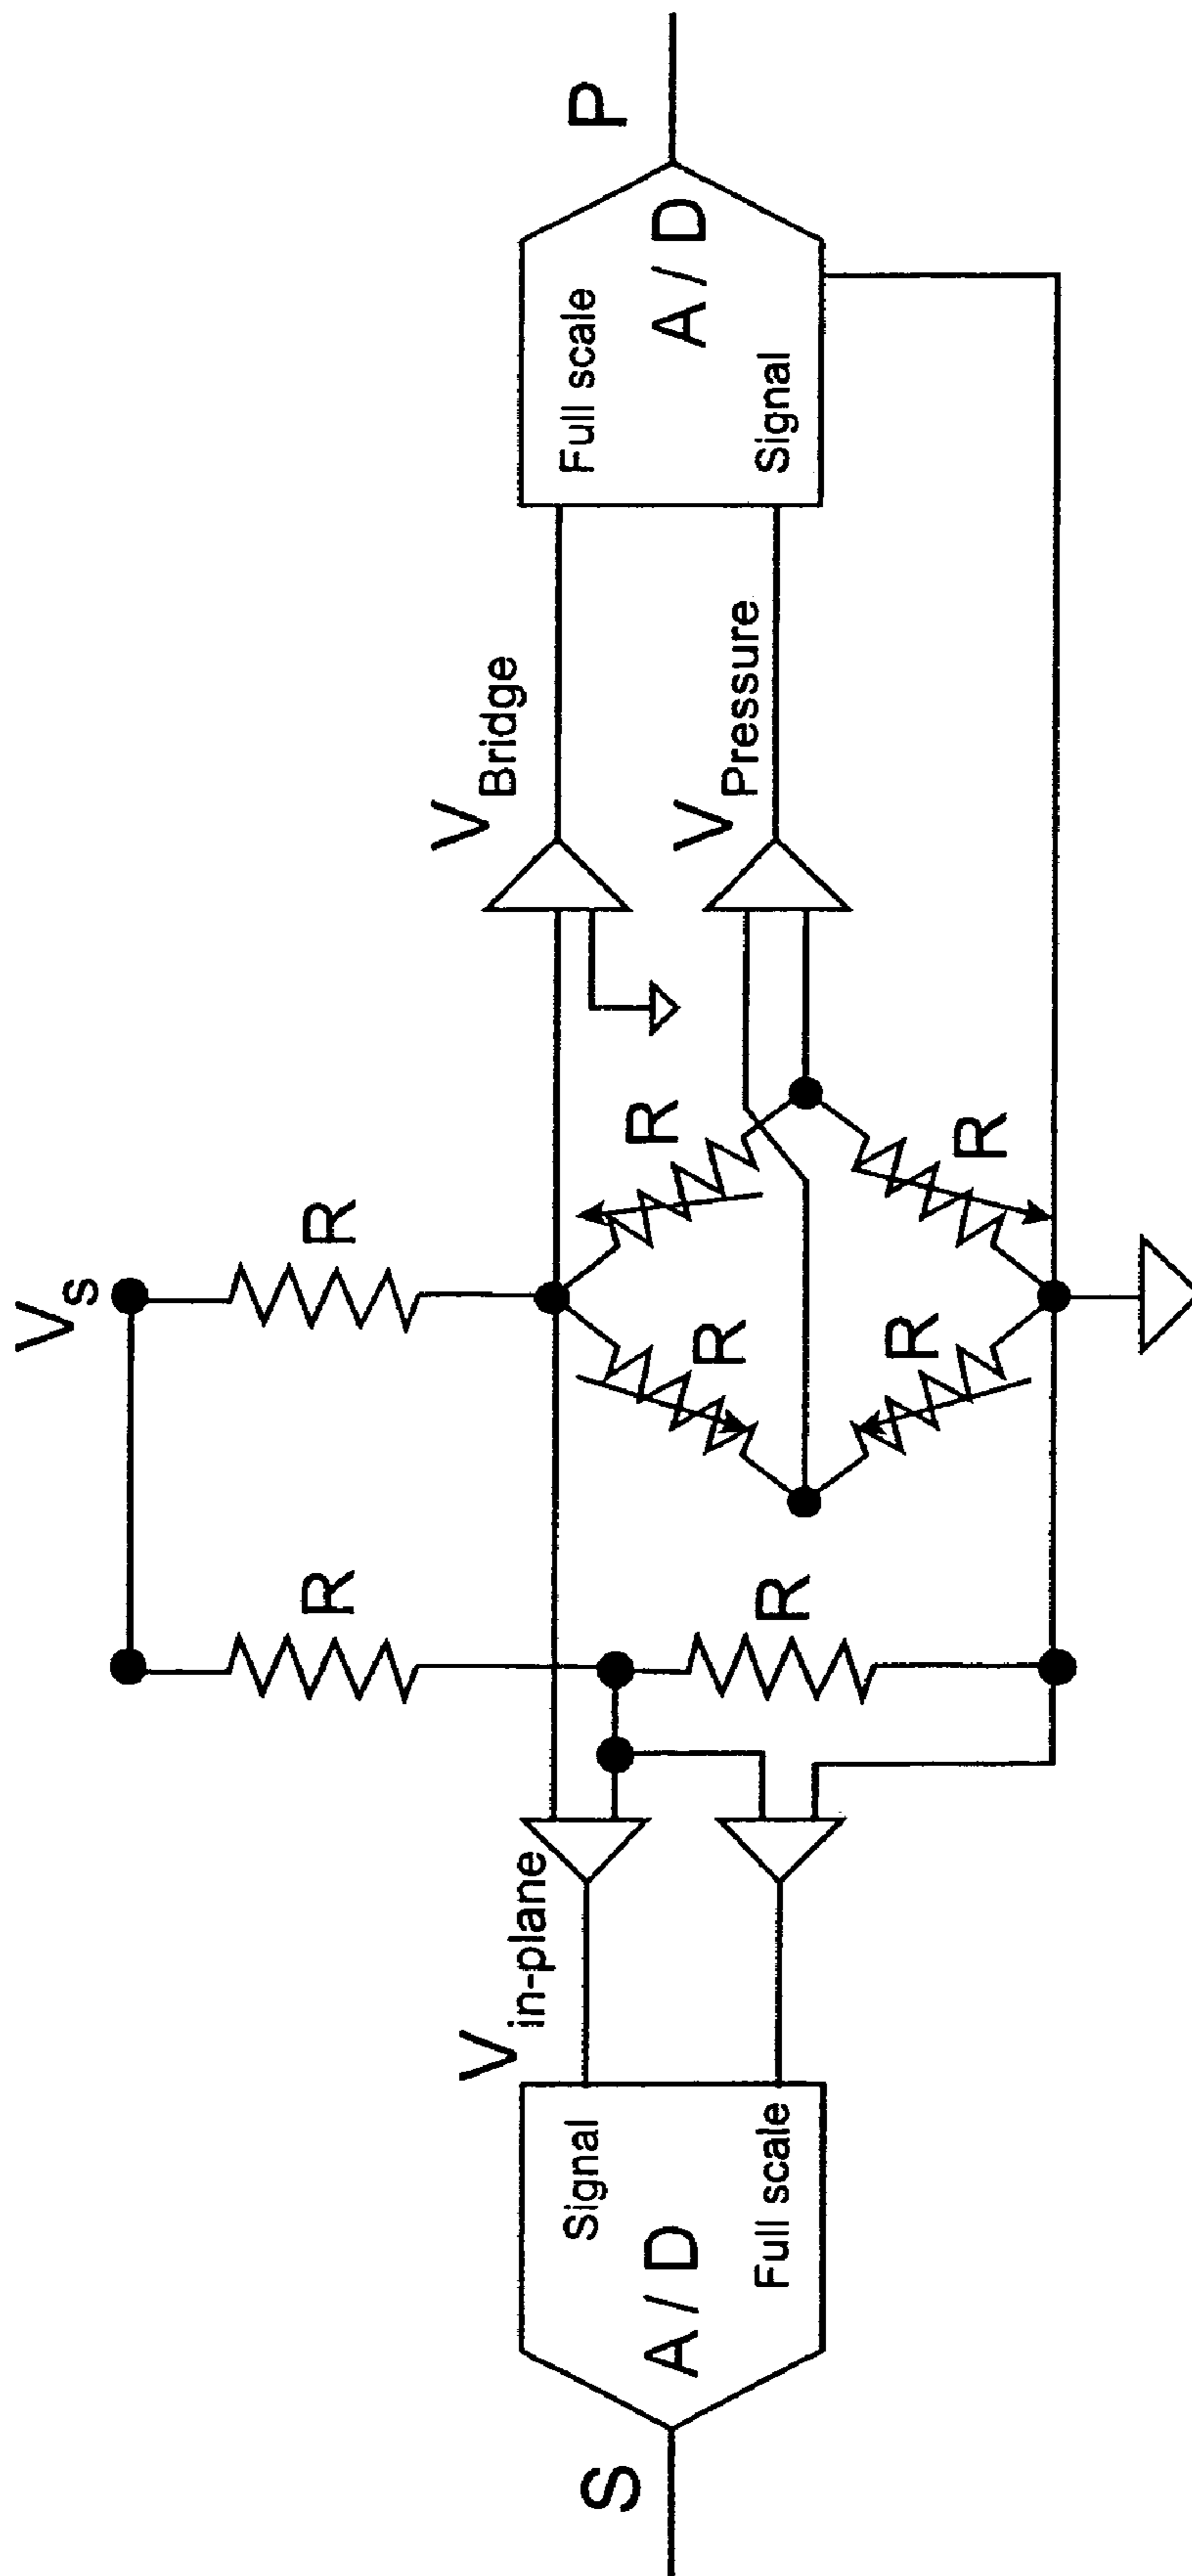 V_s
R
R
R
R
R
R
R
V_in-plane
V_Bridge
V_Pressure
Signal
A / D
Full scale
S
Full scale
A / D
Signal
P